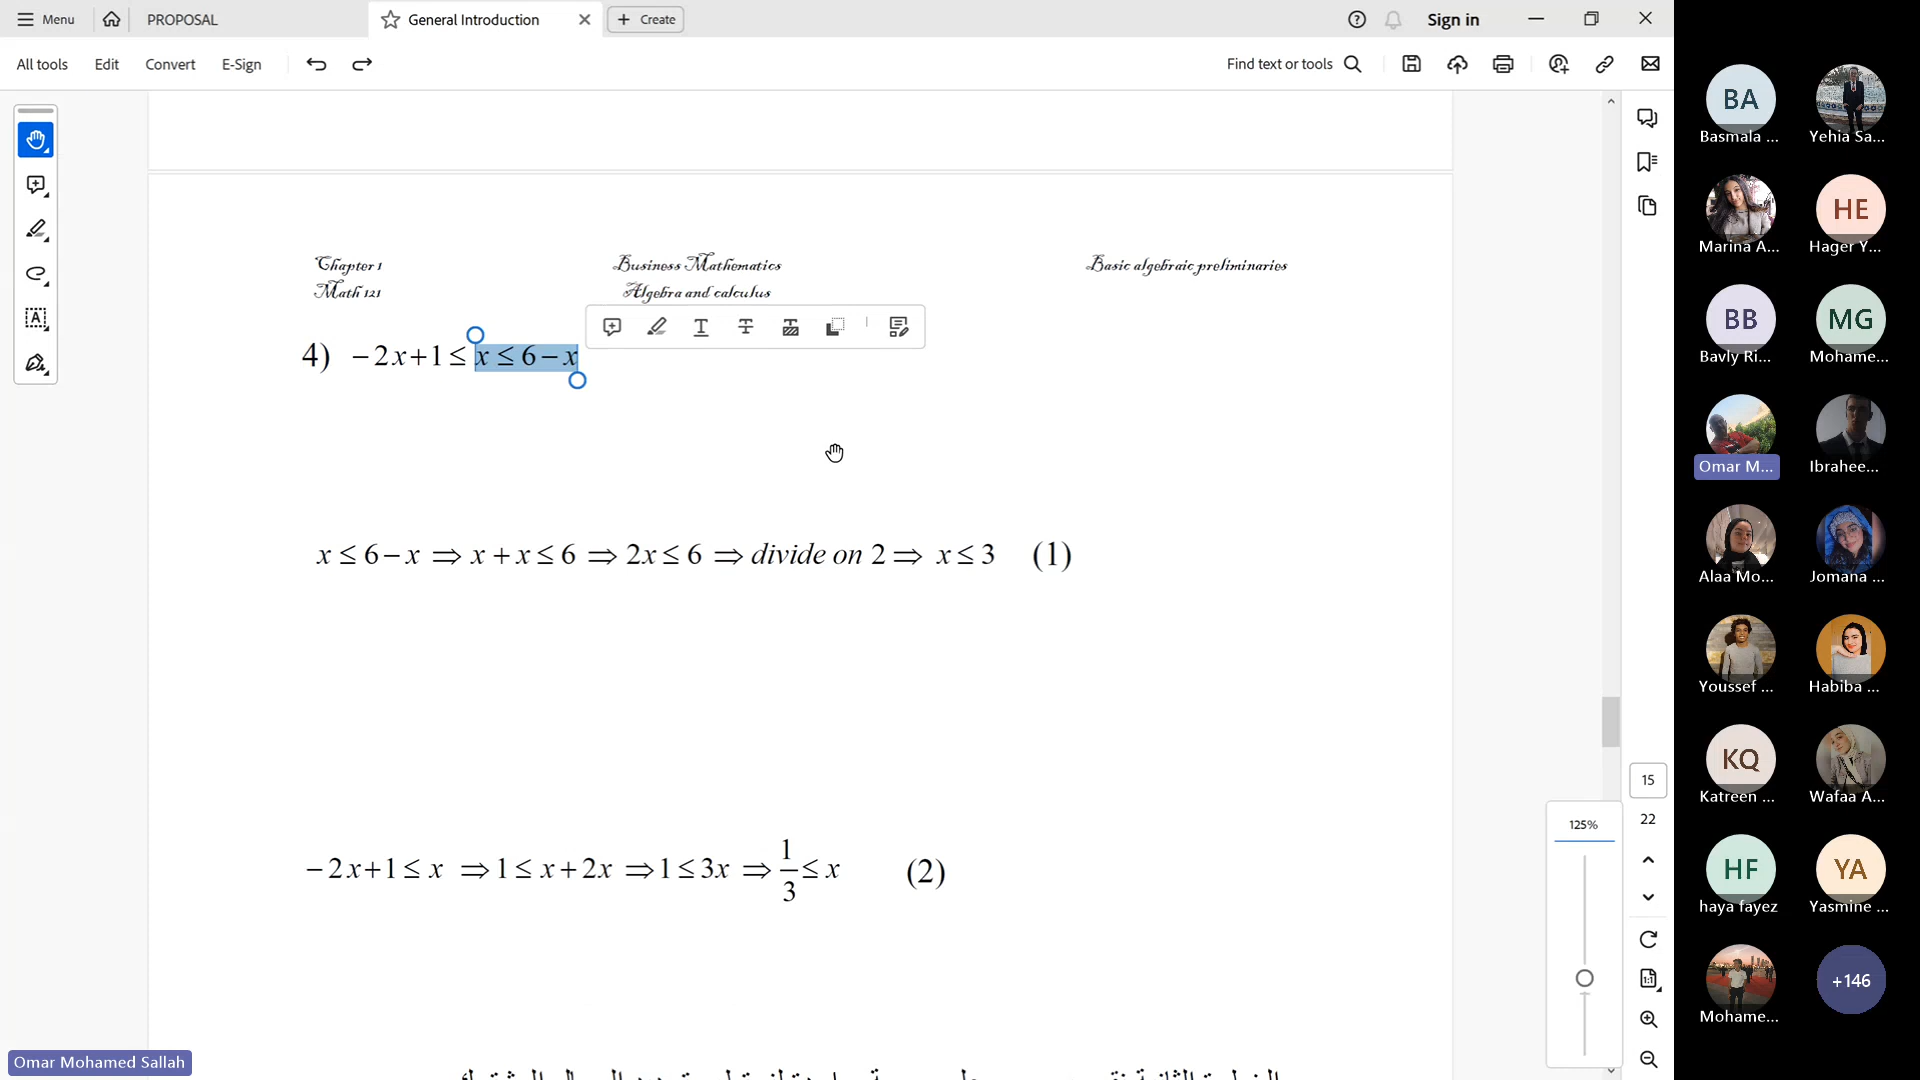 Menu
PROPOSAL
General Introduction
Create
Sign in
All tools
Edit
Convert
E-Sign
Find text or tools
Chapter 1
Business Mathematics
Basic algebraic preliminaries
Math 121
Algebra and calculus
4) −2x+1 ≤ x ≤ 6−x
x ≤ 6−x ⇒ x + x ≤ 6 ⇒ 2x ≤ 6 ⇒ divide on 2 ⇒ x ≤ 3 (1)
−2x+1 ≤ x ⇒ 1 ≤ x+2x ⇒ 1 ≤ 3x ⇒ 1/3 ≤ x (2)
15
22
125%
1:1
Omar Mohamed Sallah
BA
Basmala ...
Yehia Sa...
Marina A...
HE
Hager Y...
BB
Bavly Ri...
MG
Mohame...
Omar M...
Ibrahee...
Alaa Mo...
Jomana ...
Youssef ...
Habiba ...
KQ
Katreen ...
Wafaa A...
HF
haya fayez
YA
Yasmine ...
Mohame...
+146